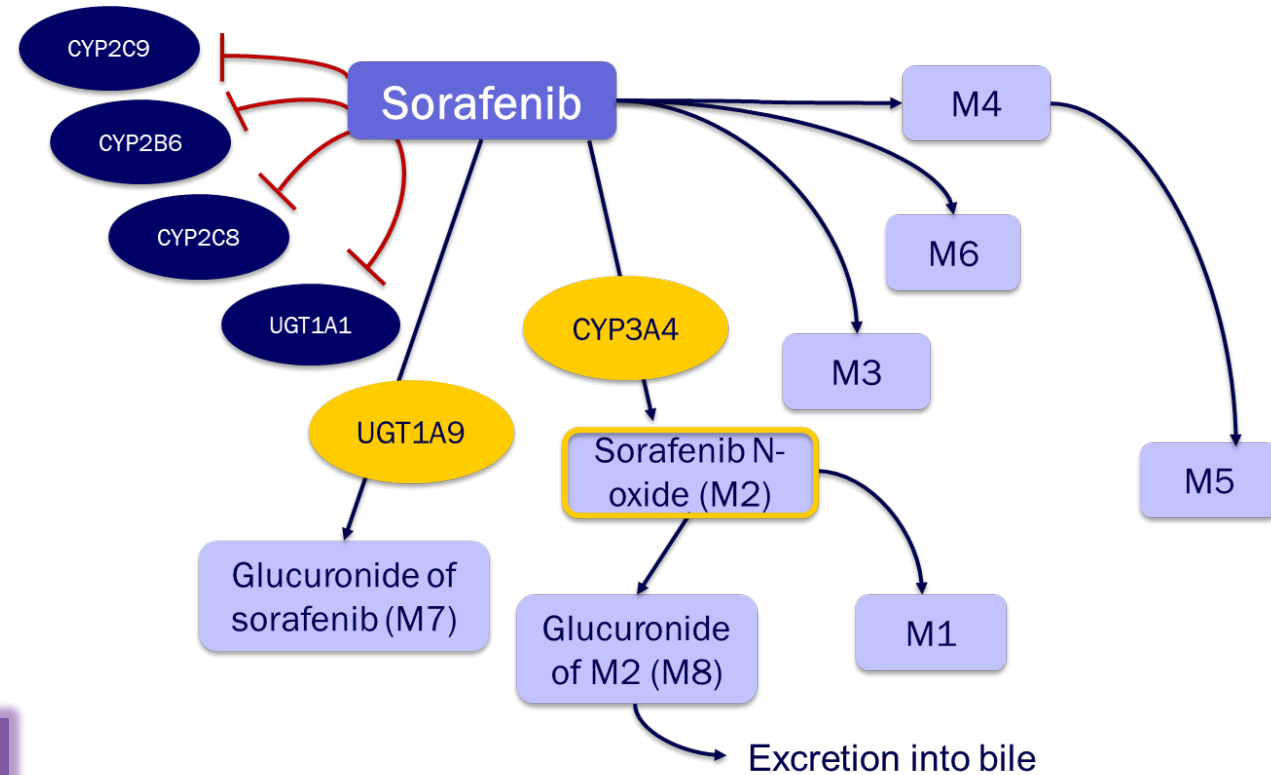 CYP2C9
Sorafenib
M4
CYP2B6
CYP2C8
M6
UGT1A1
CYP3A4
M3
UGT1A9
Sorafenib N-
oxide (M2)
M5
Glucuronide of
sorafenib (M7)
Glucuronide
of M2 (M8)
M1
Excretion into bile